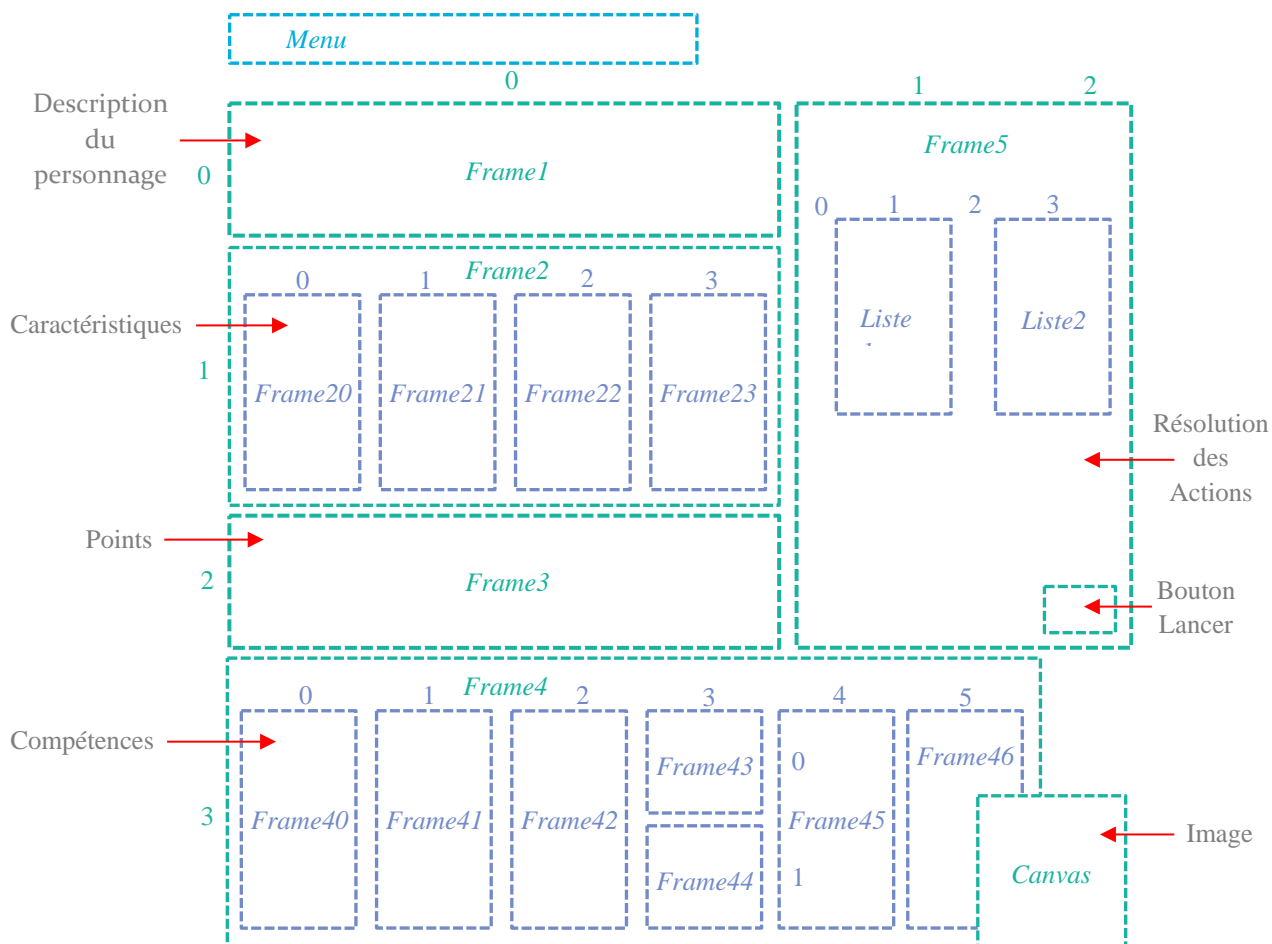 Menu
0
1
2
Description
du
personnage
0
Frame1
Frame5
0
1
2
3
Frame2
0
1
2
3
Caractéristiques
1
Frame20
Frame21
Frame22
Frame23
Liste
Liste2
Résolution
des
Actions
Points
2
Frame3
Bouton
Lancer
Frame4
0
1
2
3
4
5
Compétences
3
Frame40
Frame41
Frame42
Frame43
Frame44
0
Frame45
1
Frame46
Image
Canvas